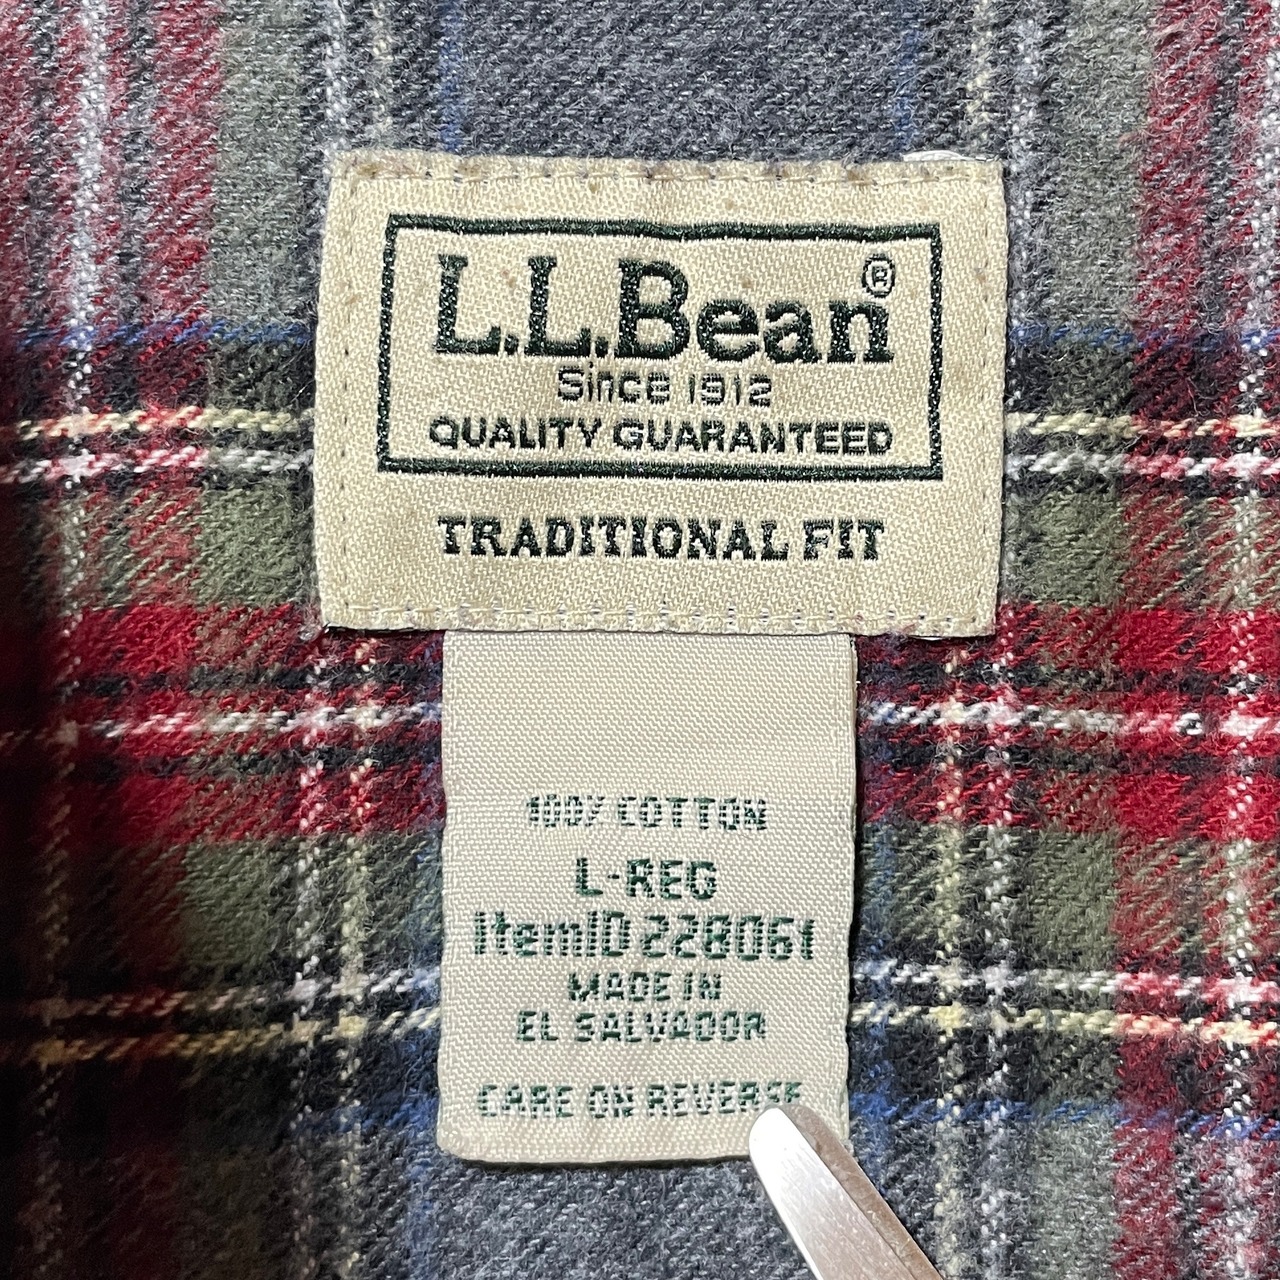 L.L.Bean®
Since 1912
QUALITY GUARANTEED
TRADITIONAL FIT
100% COTTON
L-REG
ItemID 228061
MADE IN
EL SALVADOR
CARE ON REVERSE